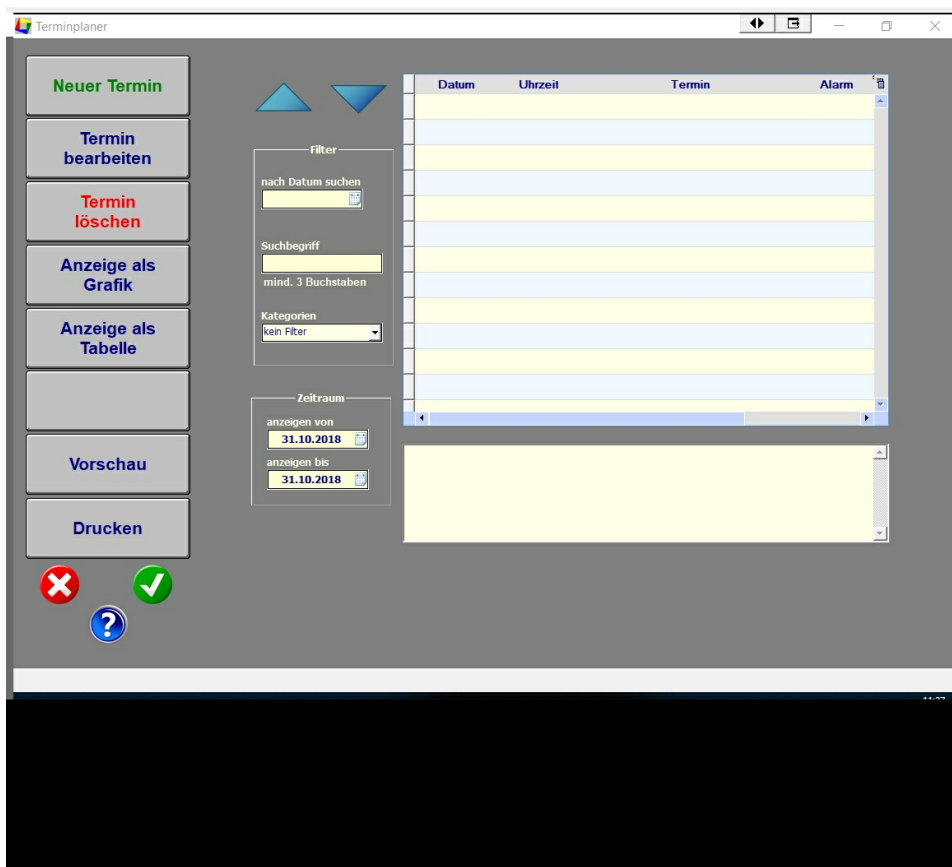 Terminplaner
Neuer Termin
Termin
bearbeiten
Termin
löschen
Anzeige als
Grafik
Anzeige als
Tabelle
Vorschau
Drucken
Filter
nach Datum suchen
Suchbegriff
mind. 3 Buchstaben
Kategorien
kein Filter
Zeitraum
anzeigen von
31.10.2018
anzeigen bis
31.10.2018
Datum Uhrzeit Termin Alarm